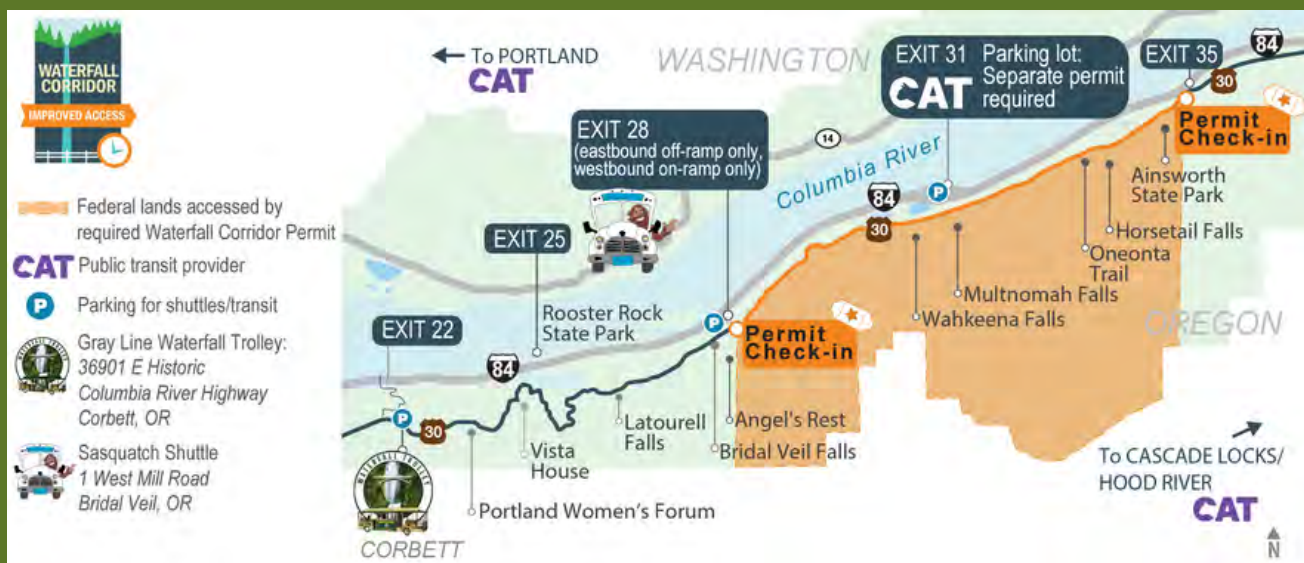 WATERFALL
CORRIDOR
IMPROVED ACCESS
Federal lands accessed by
required Waterfall Corridor Permit
CAT Public transit provider
P Parking for shuttles/transit
Gray Line Waterfall Trolley:
36901 E Historic
Columbia River Highway
Corbett, OR
Sasquatch Shuttle
1 West Mill Road
Bridal Veil, OR
To PORTLAND
CAT
WASHINGTON
EXIT 31 Parking lot:
CAT Separate permit
required
EXIT 35
84
30
Permit
Check-in
EXIT 28
(eastbound off-ramp only,
westbound on-ramp only)
14
Columbia River
84
P
30
Ainsworth
State Park
Horsetail Falls
Oneonta
Trail
Multnomah Falls
Wahkeena Falls
OREGON
EXIT 25
Rooster Rock
State Park
P
Permit
Check-in
EXIT 22
84
P
30
Latourell
Falls
Angel's Rest
Bridal Veil Falls
Vista
House
Portland Women's Forum
WATERFALL TROLLEY
CORBETT
To CASCADE LOCKS/
HOOD RIVER
CAT
N